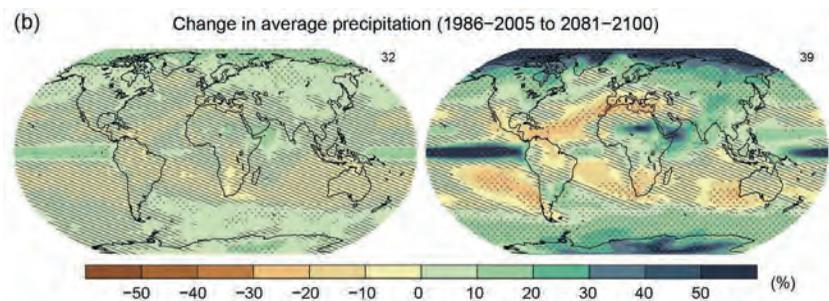 (b) Change in average precipitation (1986−2005 to 2081−2100)
32 39
−50 −40 −30 −20 −10 0 10 20 30 40 50 (%)